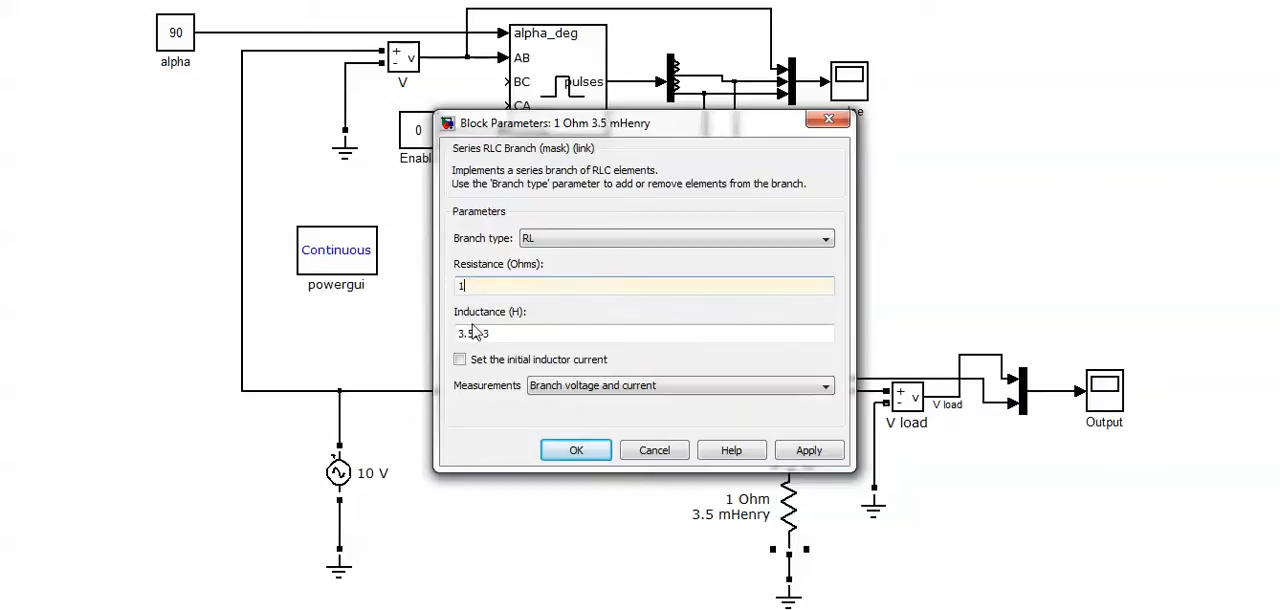 90
alpha
+
-
v
V
alpha_deg
AB
BC
CA
pulses
0
Enabl
Continuous
powergui
Block Parameters: 1 Ohm 3.5 mHenry
Series RLC Branch (mask) (link)
Implements a series branch of RLC elements.
Use the 'Branch type' parameter to add or remove elements from the branch.
Parameters
Branch type: RL
Resistance (Ohms):
1
Inductance (H):
Set the initial inductor current
Measurements Branch voltage and current
OK Cancel Help Apply
10 V
1 Ohm
3.5 mHenry
+
-
v
V load
V load
Output